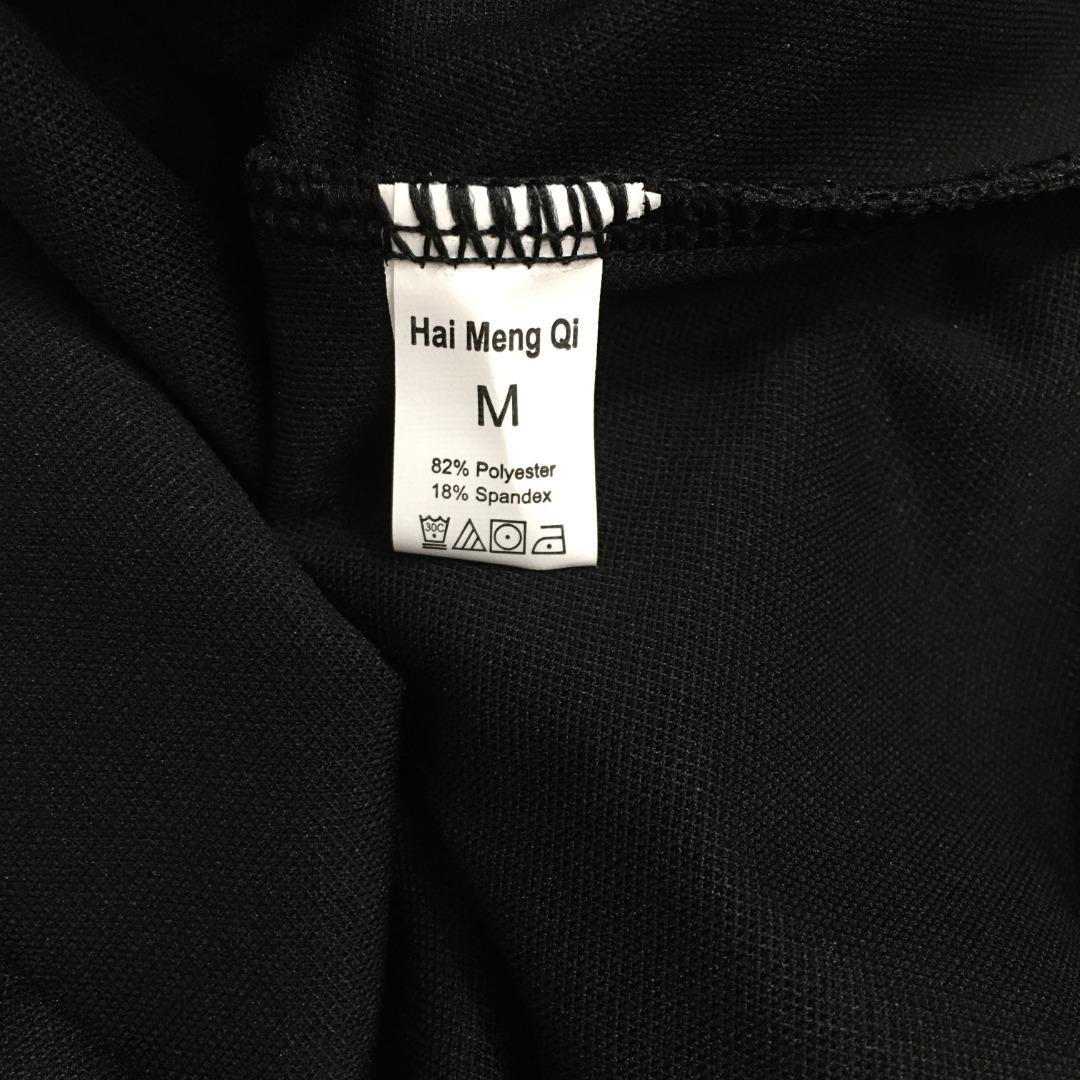 Hai Meng Qi
M
82% Polyester
18% Spandex
30C